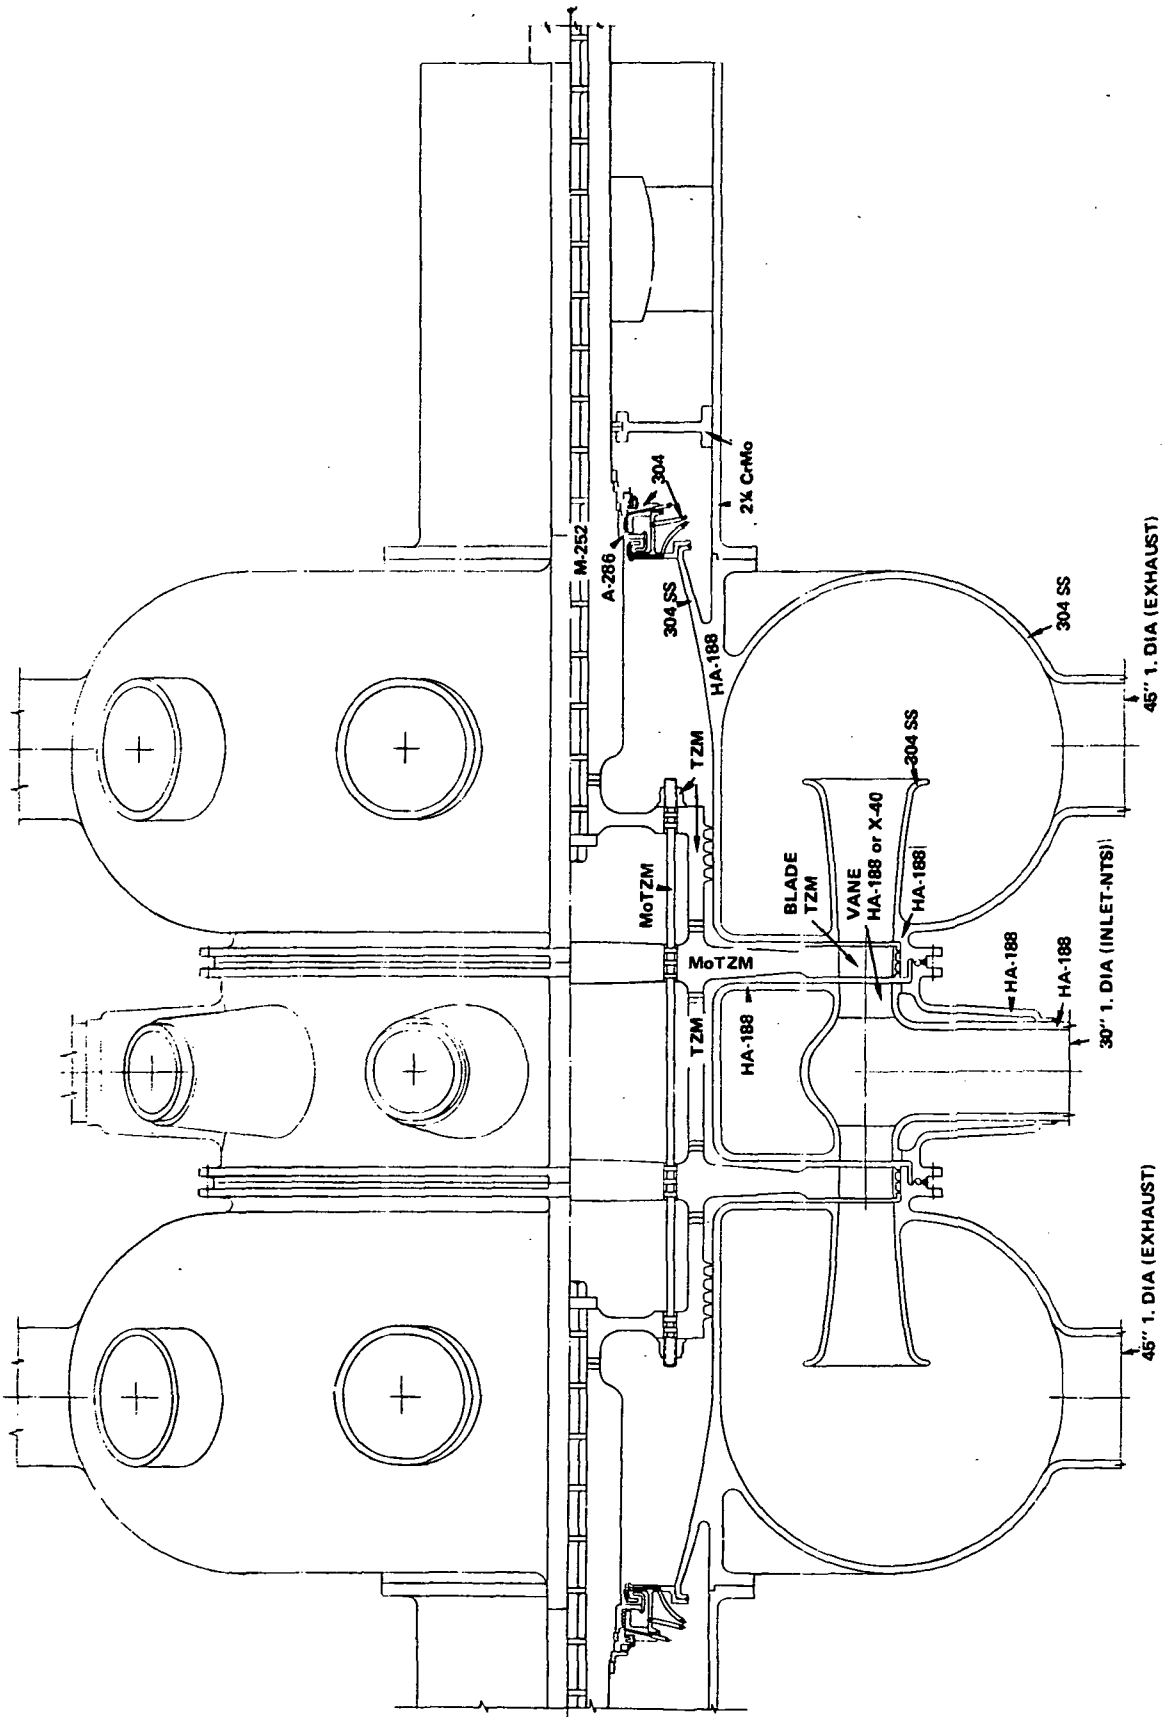 M-252
A-286
304
2¼ CrMo
304 SS
HA-188
304 SS
45" I. DIA (EXHAUST)
TZM
MoTZM
304 SS
BLADE
TZM
VANE
HA-188 or X-40
HA-188
MoTZM
TZM
HA-188
HA-188
HA-188
30" I. DIA (INLET-NTS)
45" I. DIA (EXHAUST)